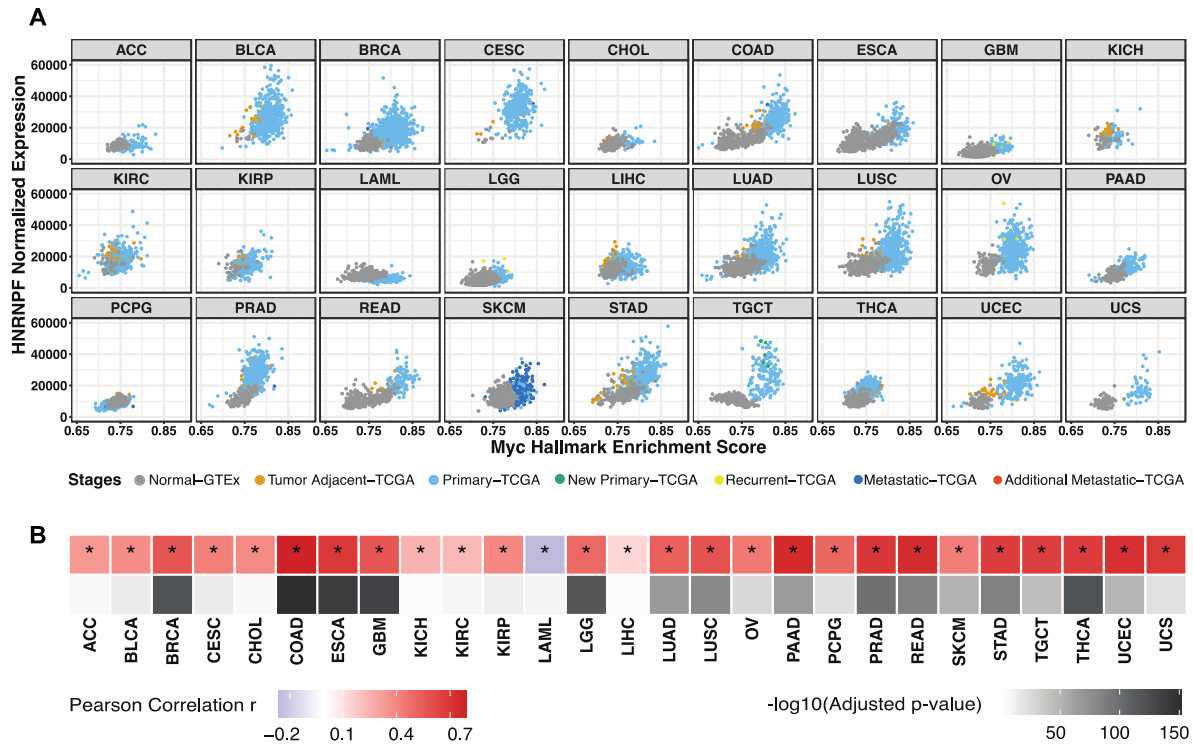 A
ACC BLCA BRCA CESC CHOL COAD ESCA GBM KICH
60000
40000
20000
0
KIRC KIRP LAML LGG LIHC LUAD LUSC OV PAAD
60000
40000
20000
0
PCPG PRAD READ SKCM STAD TGCT THCA UCEC UCS
60000
40000
20000
0
HNRNPF Normalized Expression
0.65 0.75 0.85 0.65 0.75 0.85 0.65 0.75 0.85 0.65 0.75 0.85 0.65 0.75 0.85 0.65 0.75 0.85 0.65 0.75 0.85 0.65 0.75 0.85 0.65 0.75 0.85
Myc Hallmark Enrichment Score
Stages Normal–GTEx Tumor Adjacent–TCGA Primary–TCGA New Primary–TCGA Recurrent–TCGA Metastatic–TCGA Additional Metastatic–TCGA
B
* * * * * * * * * * * * * * * * * * * * * * * * * * *
ACC BLCA BRCA CESC CHOL COAD ESCA GBM KICH KIRC KIRP LAML LGG LIHC LUAD LUSC OV PAAD PCPG PRAD READ SKCM STAD TGCT THCA UCEC UCS
Pearson Correlation r
−0.2 0.1 0.4 0.7
-log10(Adjusted p-value)
50 100 150